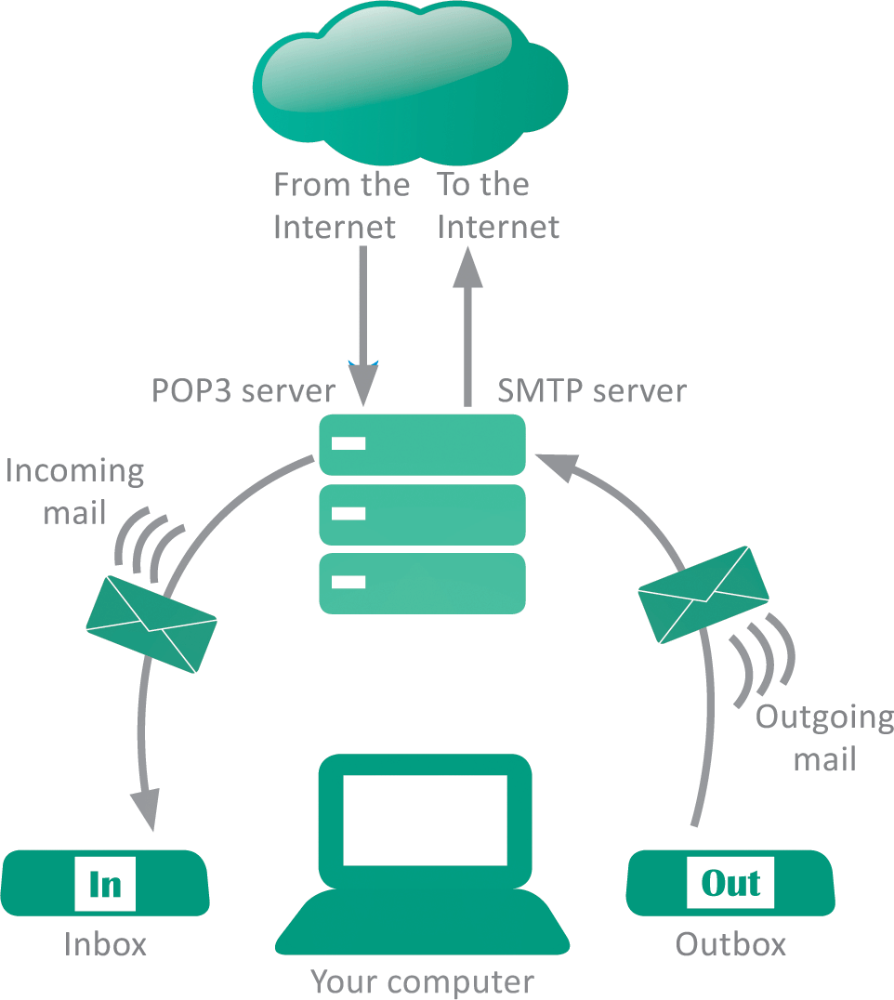 From the
Internet
To the
Internet
POP3 server
SMTP server
Incoming
mail
Outgoing
mail
In
Out
Inbox
Outbox
Your computer